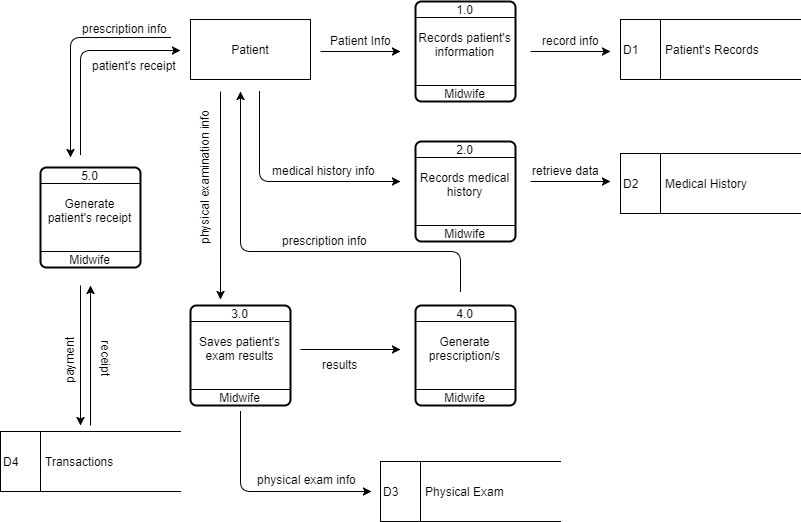 prescription info
patient's receipt
Patient
Patient Info
1.0
Records patient's
information
Midwife
record info
D1
Patient's Records
physical examination info
medical history info
2.0
Records medical
history
Midwife
retrieve data
D2
Medical History
5.0
Generate
patient's receipt
Midwife
prescription info
3.0
Saves patient's
exam results
Midwife
results
4.0
Generate
prescription/s
Midwife
payment
receipt
D4
Transactions
physical exam info
D3
Physical Exam